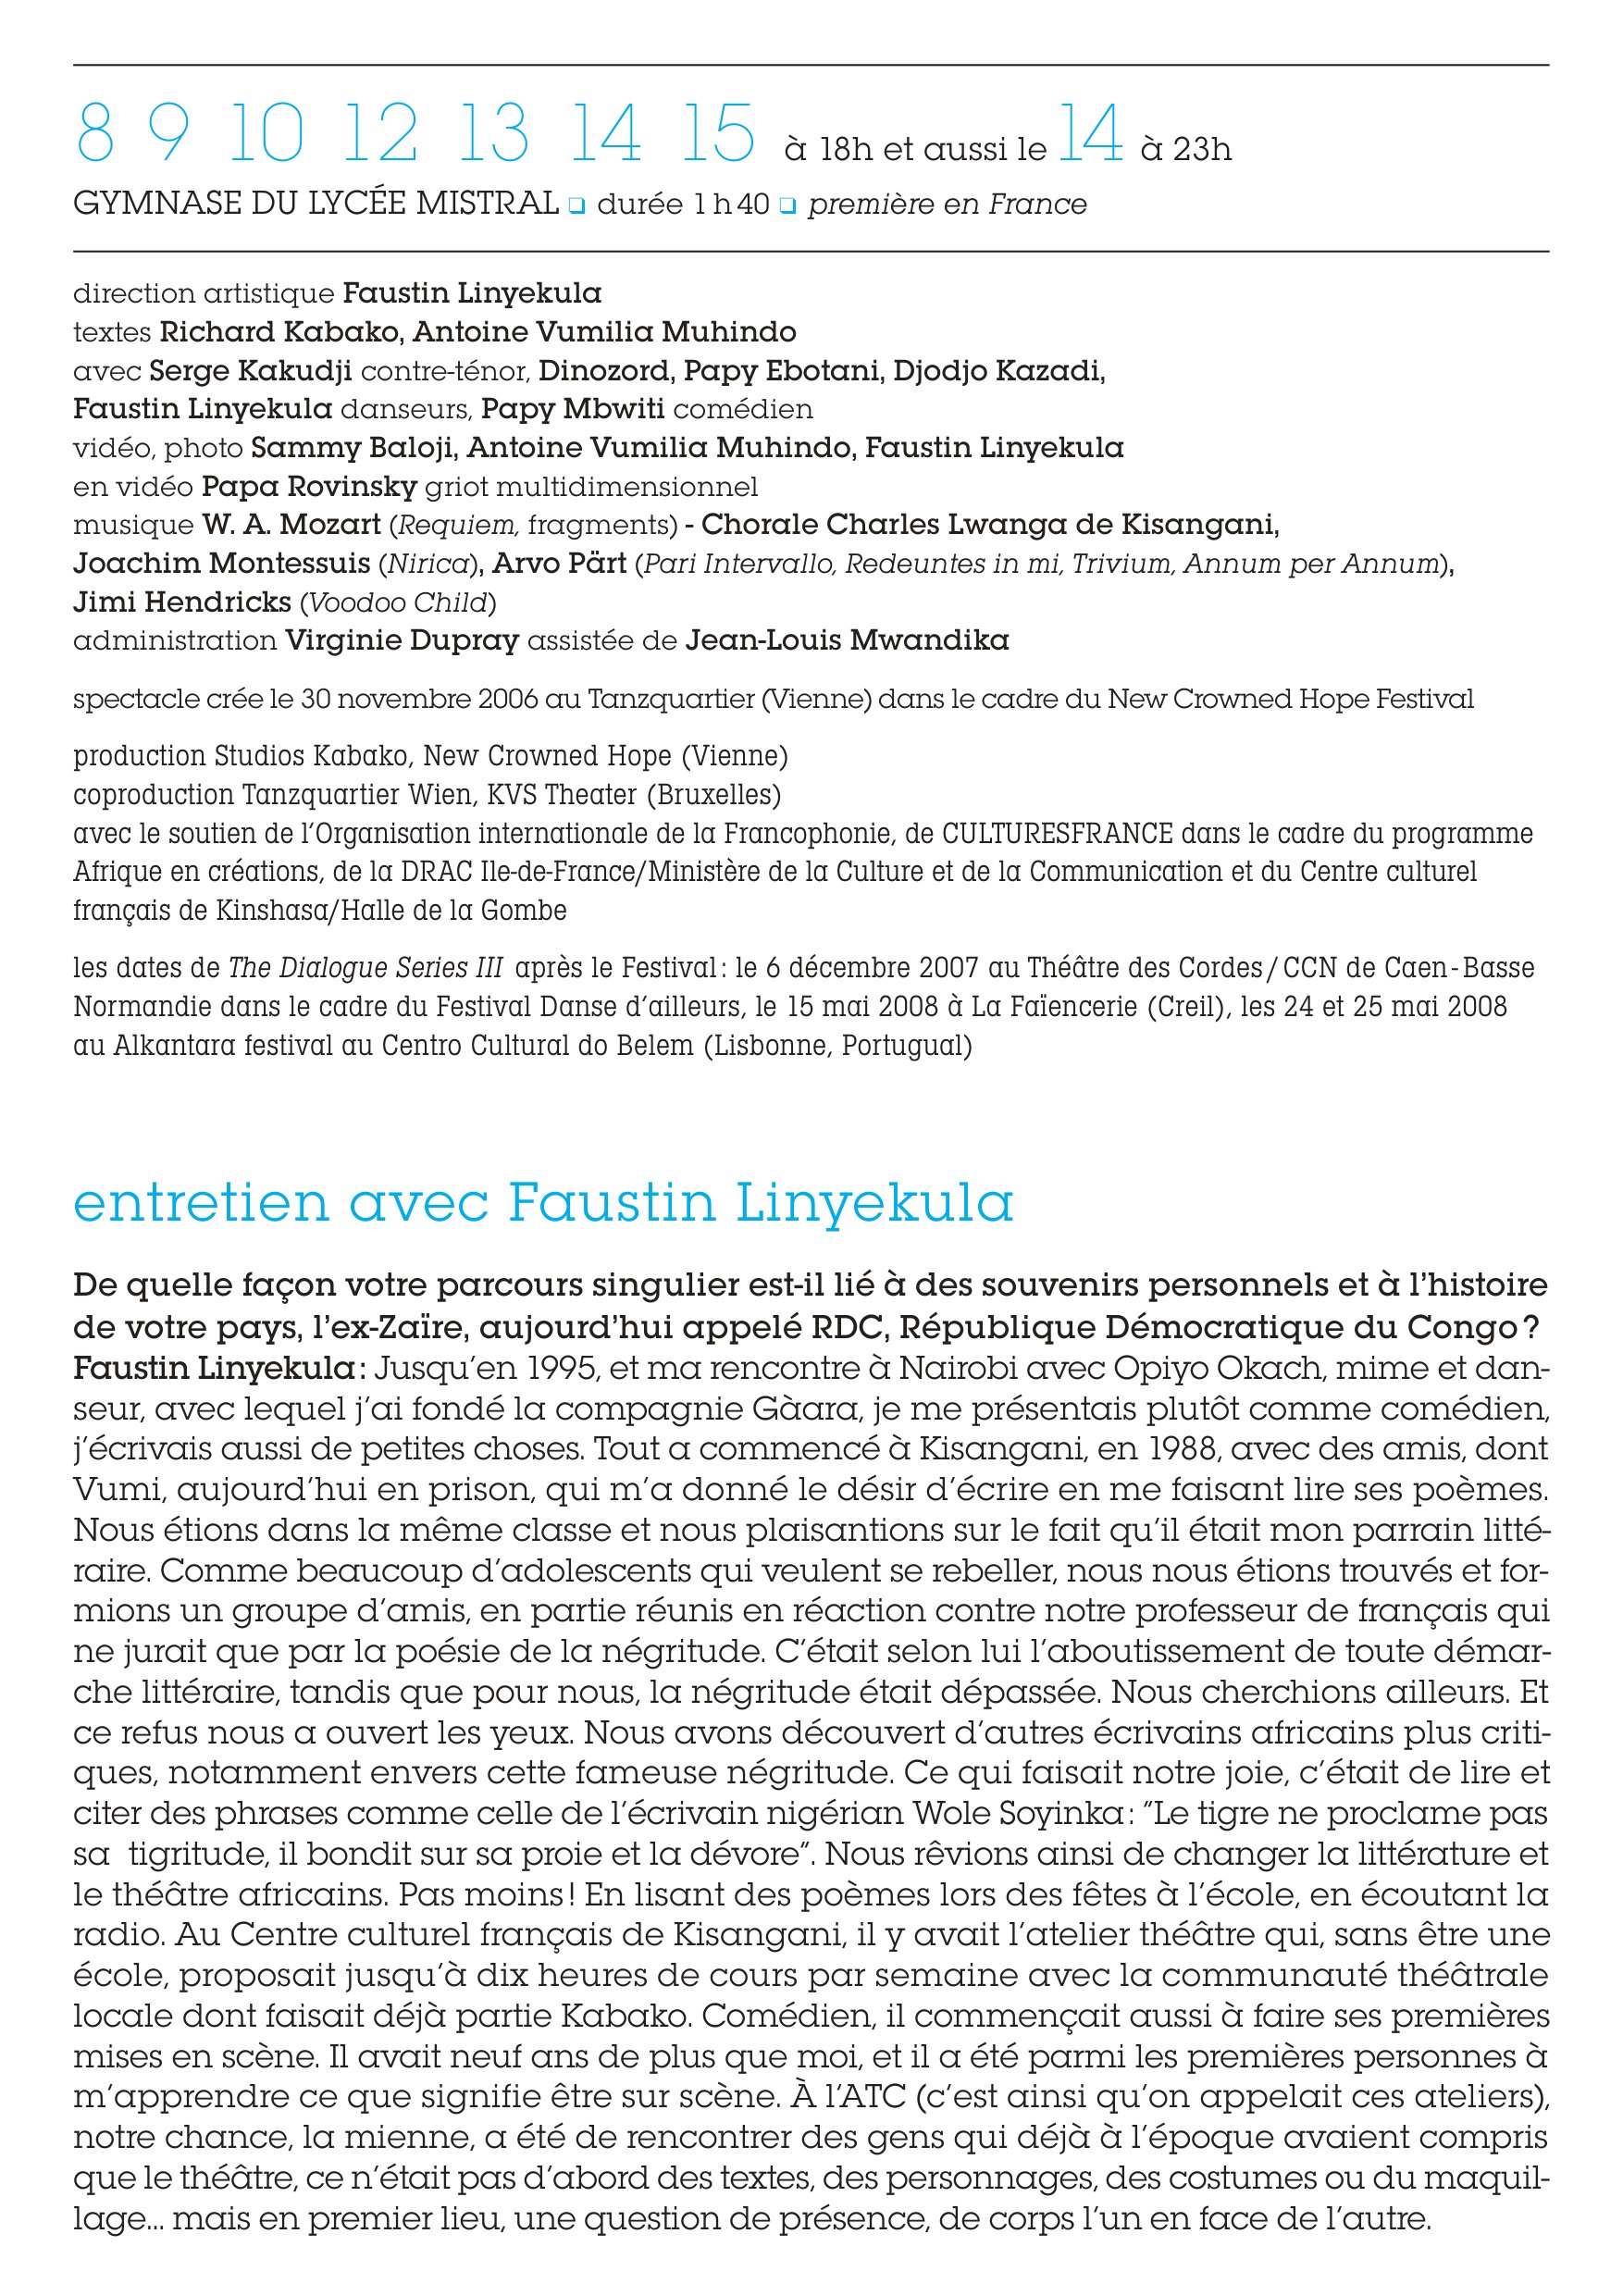 8 9 10 12 13 14 15 à 18h et aussi le 14 à 23h
GYMNASE DU LYCÉE MISTRAL ❑ durée 1 h 40 ❑ première en France
direction artistique Faustin Linyekula
textes Richard Kabako, Antoine Vumilia Muhindo
avec Serge Kakudji contre-ténor, Dinozord, Papy Ebotani, Djodjo Kazadi,
Faustin Linyekula danseurs, Papy Mbwiti comédien
vidéo, photo Sammy Baloji, Antoine Vumilia Muhindo, Faustin Linyekula
en vidéo Papa Rovinsky griot multidimensionnel
musique W. A. Mozart (Requiem, fragments) - Chorale Charles Lwanga de Kisangani,
Joachim Montessuis (Nirica), Arvo Pärt (Pari Intervallo, Redeuntes in mi, Trivium, Annum per Annum),
Jimi Hendricks (Voodoo Child)
administration Virginie Dupray assistée de Jean-Louis Mwandika
spectacle crée le 30 novembre 2006 au Tanzquartier (Vienne) dans le cadre du New Crowned Hope Festival
production Studios Kabako, New Crowned Hope (Vienne)
coproduction Tanzquartier Wien, KVS Theater (Bruxelles)
avec le soutien de l'Organisation internationale de la Francophonie, de CULTURESFRANCE dans le cadre du programme
Afrique en créations, de la DRAC Ile-de-France/Ministère de la Culture et de la Communication et du Centre culturel
français de Kinshasa/Halle de la Gombe
les dates de The Dialogue Series III après le Festival : le 6 décembre 2007 au Théâtre des Cordes / CCN de Caen - Basse
Normandie dans le cadre du Festival Danse d'ailleurs, le 15 mai 2008 à La Faïencerie (Creil), les 24 et 25 mai 2008
au Alkantara festival au Centro Cultural do Belem (Lisbonne, Portugual)
entretien avec Faustin Linyekula
De quelle façon votre parcours singulier est-il lié à des souvenirs personnels et à l'histoire
de votre pays, l'ex-Zaïre, aujourd'hui appelé RDC, République Démocratique du Congo ?
Faustin Linyekula : Jusqu'en 1995, et ma rencontre à Nairobi avec Opiyo Okach, mime et dan-
seur, avec lequel j'ai fondé la compagnie Gàara, je me présentais plutôt comme comédien,
j'écrivais aussi de petites choses. Tout a commencé à Kisangani, en 1988, avec des amis, dont
Vumi, aujourd'hui en prison, qui m'a donné le désir d'écrire en me faisant lire ses poèmes.
Nous étions dans la même classe et nous plaisantions sur le fait qu'il était mon parrain litté-
raire. Comme beaucoup d'adolescents qui veulent se rebeller, nous nous étions trouvés et for-
mions un groupe d'amis, en partie réunis en réaction contre notre professeur de français qui
ne jurait que par la poésie de la négritude. C'était selon lui l'aboutissement de toute démar-
che littéraire, tandis que pour nous, la négritude était dépassée. Nous cherchions ailleurs. Et
ce refus nous a ouvert les yeux. Nous avons découvert d'autres écrivains africains plus criti-
ques, notamment envers cette fameuse négritude. Ce qui faisait notre joie, c'était de lire et
citer des phrases comme celle de l'écrivain nigérian Wole Soyinka : "Le tigre ne proclame pas
sa tigritude, il bondit sur sa proie et la dévore". Nous rêvions ainsi de changer la littérature et
le théâtre africains. Pas moins ! En lisant des poèmes lors des fêtes à l'école, en écoutant la
radio. Au Centre culturel français de Kisangani, il y avait l'atelier théâtre qui, sans être une
école, proposait jusqu'à dix heures de cours par semaine avec la communauté théâtrale
locale dont faisait déjà partie Kabako. Comédien, il commençait aussi à faire ses premières
mises en scène. Il avait neuf ans de plus que moi, et il a été parmi les premières personnes à
m'apprendre ce que signifie être sur scène. À l'ATC (c'est ainsi qu'on appelait ces ateliers),
notre chance, la mienne, a été de rencontrer des gens qui déjà à l'époque avaient compris
que le théâtre, ce n'était pas d'abord des textes, des personnages, des costumes ou du maquil-
lage... mais en premier lieu, une question de présence, de corps l'un en face de l'autre.